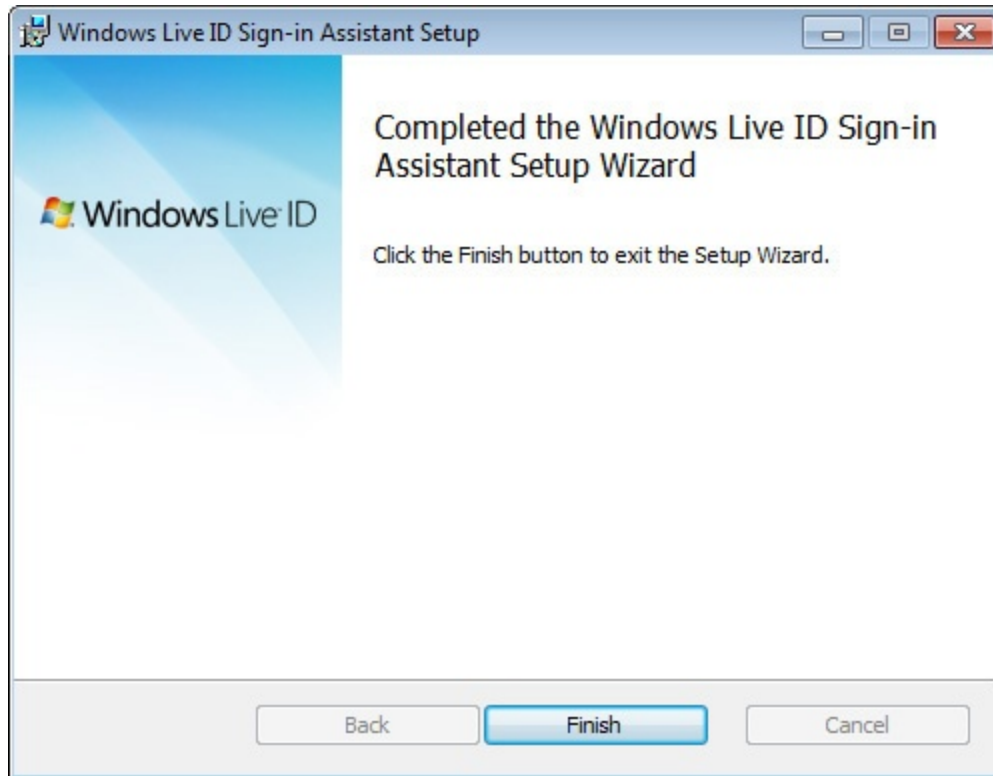 Windows Live ID Sign-in Assistant Setup
Completed the Windows Live ID Sign-in
Assistant Setup Wizard
Windows Live ID
Click the Finish button to exit the Setup Wizard.
Back
Finish
Cancel